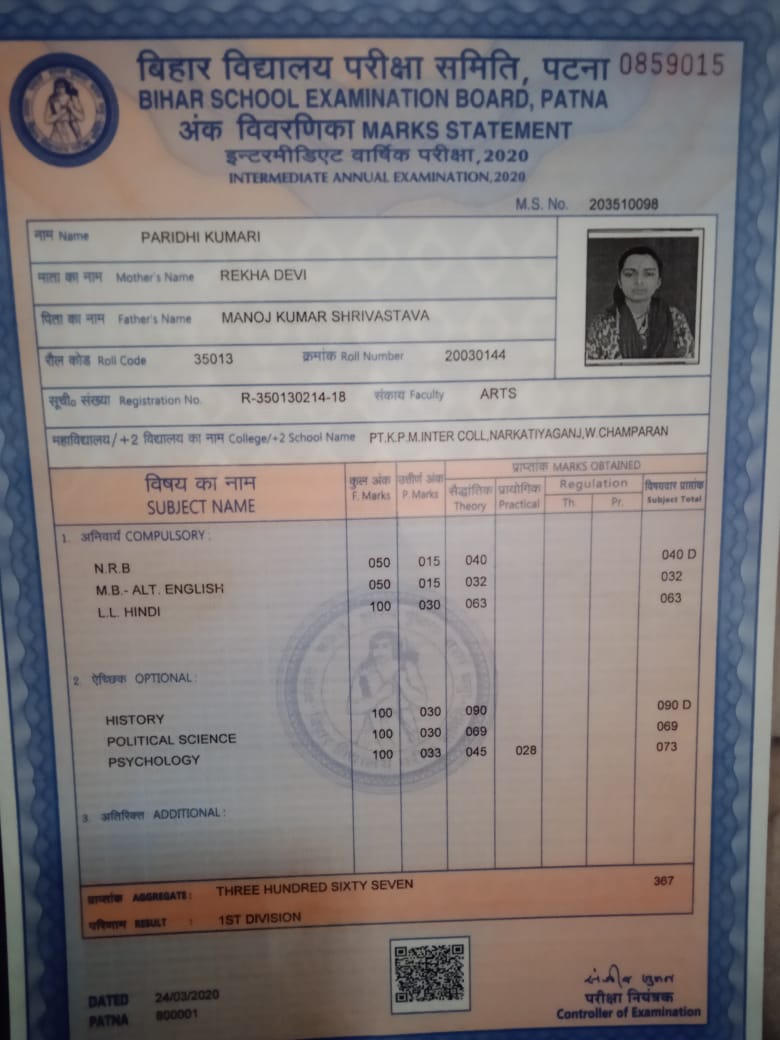 बिहार विद्यालय परीक्षा समिति, पटना 0859015
BIHAR SCHOOL EXAMINATION BOARD, PATNA
अंक विवरणिका MARKS STATEMENT
इन्टरमीडिएट वार्षिक परीक्षा, 2020
INTERMEDIATE ANNUAL EXAMINATION, 2020
M.S. No. 203510098
नाम Name PARIDHI KUMARI
माता का नाम Mother's Name REKHA DEVI
पिता का नाम Father's Name MANOJ KUMAR SHRIVASTAVA
रौल कोड Roll Code 35013 क्रमांक Roll Number 20030144
सूची० संख्या Registration No. R-350130214-18 संकाय Faculty ARTS
महाविद्यालय/+2 विद्यालय का नाम College/+2 School Name PT.K.P.M.INTER COLL,NARKATIYAGANJ,W.CHAMPARAN
प्राप्तांक MARKS OBTAINED
विषय का नाम कुल अंक उत्तीर्ण अंक सैद्धांतिक प्रायोगिक Regulation विषयवार प्राप्तांक
SUBJECT NAME F. Marks P. Marks Theory Practical Th. Pr. Subject Total
1. अनिवार्य COMPULSORY :
N.R.B 050 015 040 040 D
M.B.- ALT. ENGLISH 050 015 032 032
L.L. HINDI 100 030 063 063
2. ऐच्छिक OPTIONAL :
HISTORY 100 030 090 090 D
POLITICAL SCIENCE 100 030 069 069
PSYCHOLOGY 100 033 045 028 073
3. अतिरिक्त ADDITIONAL :
प्राप्तांक AGGREGATE : THREE HUNDRED SIXTY SEVEN 367
परिणाम RESULT : 1ST DIVISION
DATED 24/03/2020
PATNA 800001
परीक्षा नियंत्रक
Controller of Examination